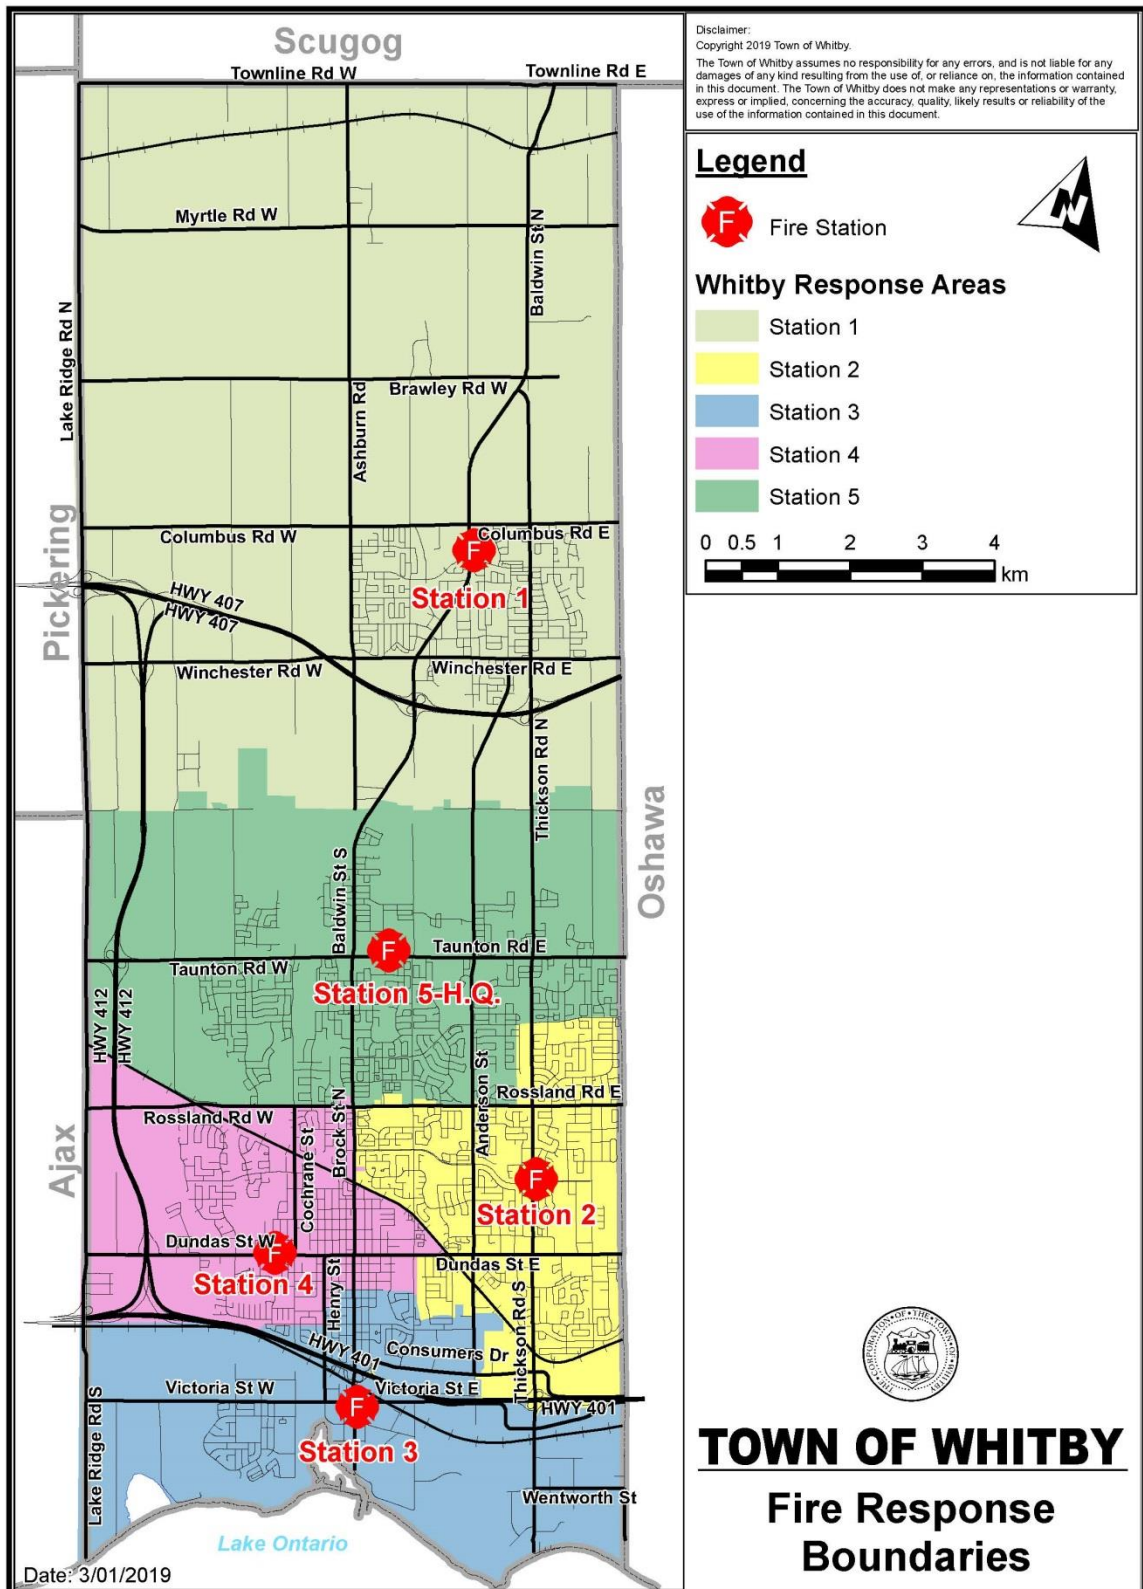 Scugog
Townline Rd W
Townline Rd E
Myrtle Rd W
Baldwin St N
Lake Ridge Rd N
Brawley Rd W
Ashburn Rd
Pickering
Columbus Rd W
Columbus Rd E
F
Station 1
HWY 407
HWY 407
Winchester Rd W
Winchester Rd E
Thickson Rd N
Oshawa
Baldwin St S
F
Taunton Rd E
Taunton Rd W
Station 5-H.Q.
HWY 412
HWY 412
Rossland Rd E
Rossland Rd W
Anderson St
Brock St N
Cochrane St
Ajax
F
Station 2
Dundas St W
F
Dundas St E
Station 4
Henry St
Thickson Rd S
HWY 401
Consumers Dr
Victoria St W
Victoria St E
HWY 401
F
Lake Ridge Rd S
Station 3
Wentworth St
Lake Ontario
Date: 3/01/2019
Disclaimer:
Copyright 2019 Town of Whitby.
The Town of Whitby assumes no responsibility for any errors, and is not liable for any
damages of any kind resulting from the use of, or reliance on, the information contained
in this document. The Town of Whitby does not make any representations or warranty,
express or implied, concerning the accuracy, quality, likely results or reliability of the
use of the information contained in this document.
Legend
N
F Fire Station
Whitby Response Areas
Station 1
Station 2
Station 3
Station 4
Station 5
0 0.5 1 2 3 4
km
THE CORPORATION OF THE TOWN OF WHITBY
TOWN OF WHITBY
Fire Response
Boundaries